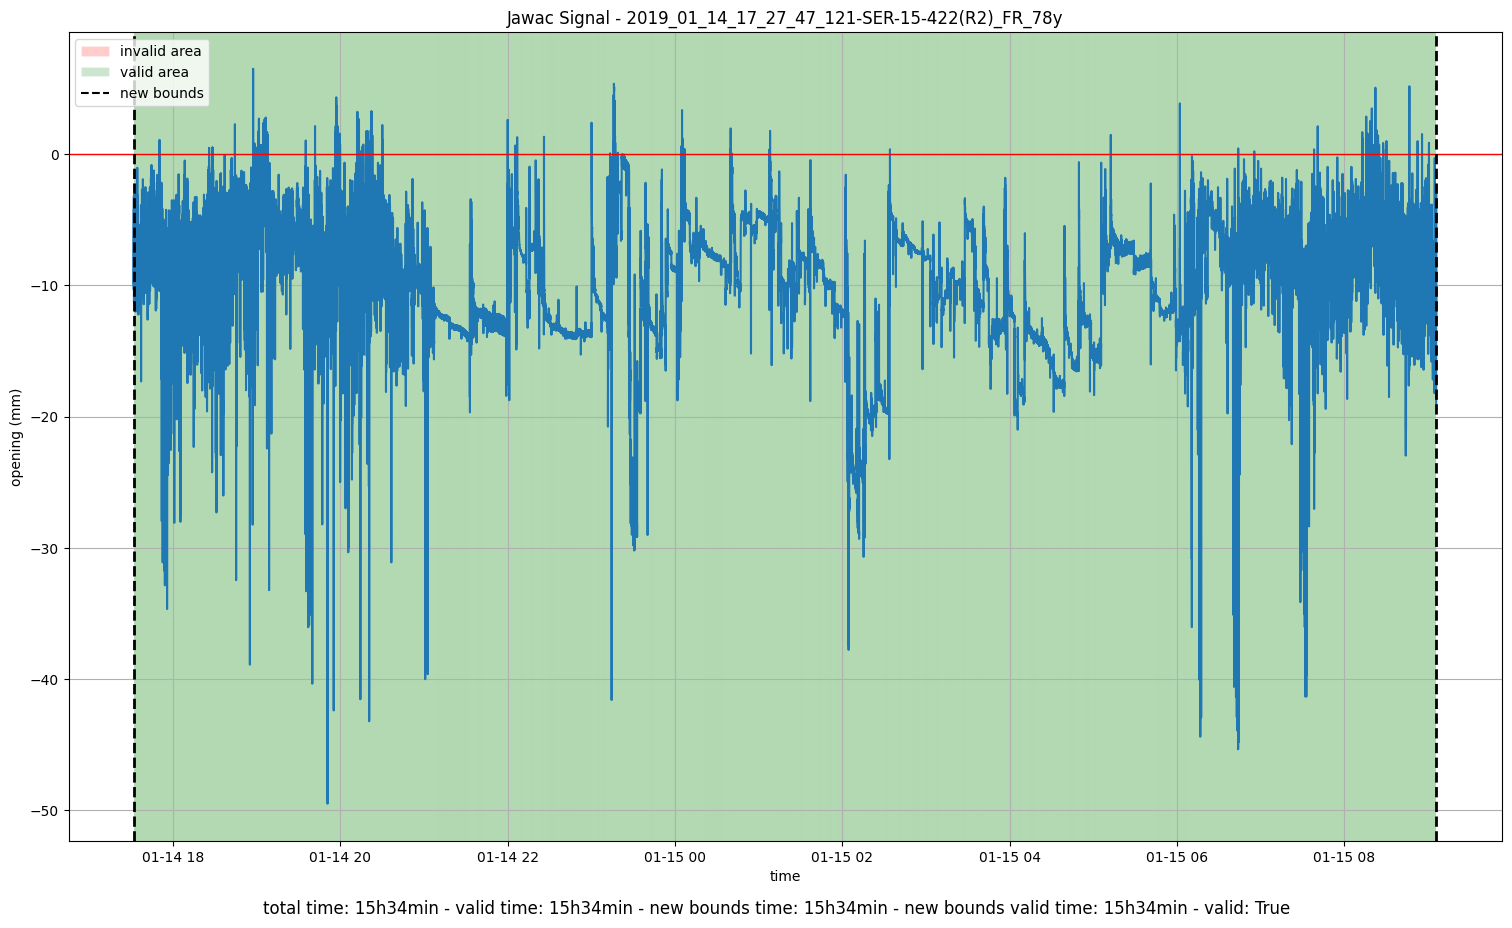 Jawac Signal - 2019_01_14_17_27_47_121-SER-15-422(R2)_FR_78y
invalid area
valid area
new bounds
0
−10
−20
−30
−40
−50
opening (mm)
01-14 18
01-14 20
01-14 22
01-15 00
01-15 02
01-15 04
01-15 06
01-15 08
time
total time: 15h34min - valid time: 15h34min - new bounds time: 15h34min - new bounds valid time: 15h34min - valid: True